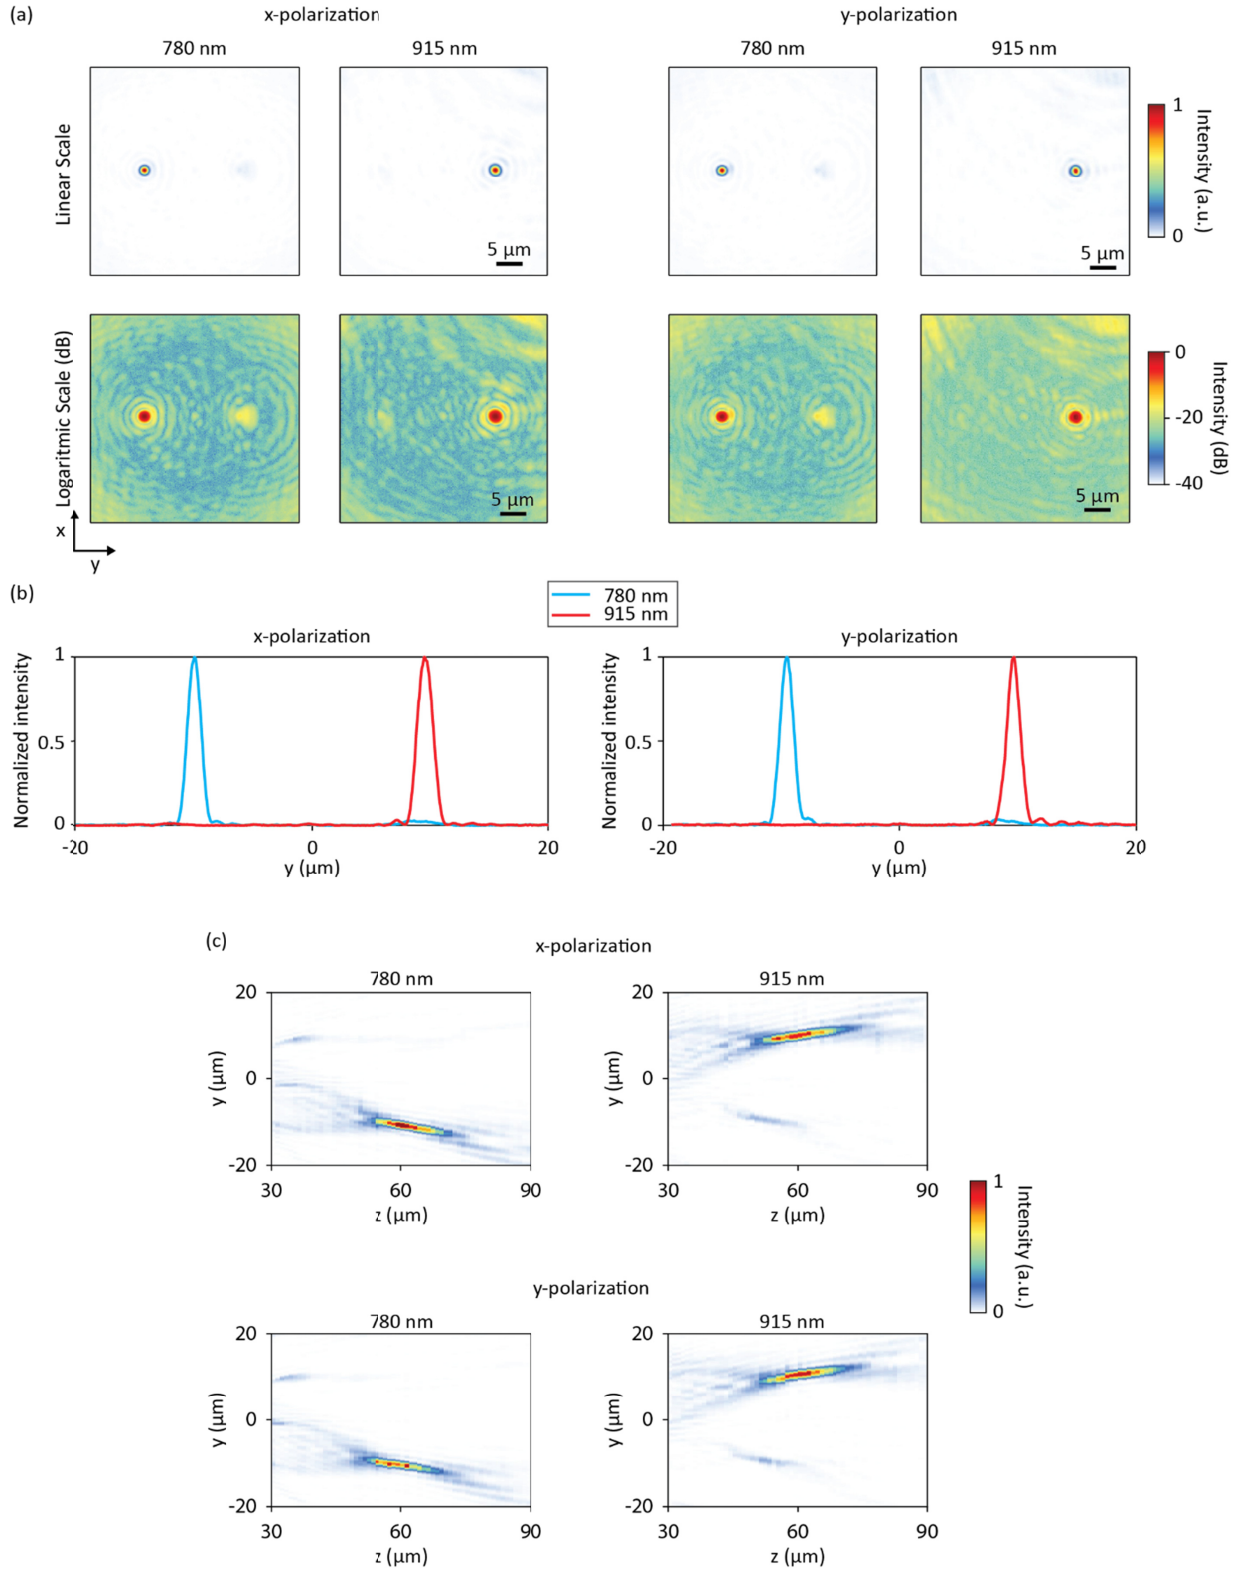 (a)
x-polarization
y-polarization
780 nm
915 nm
780 nm
915 nm
Linear Scale
5 µm
5 µm
1
0
Intensity (a.u.)
Logaritmic Scale (dB)
5 µm
5 µm
0
-20
-40
Intensity (dB)
x
y
(b)
780 nm
915 nm
x-polarization
y-polarization
Normalized intensity
1
0.5
0
-20
0
20
y (µm)
Normalized intensity
1
0.5
0
-20
0
20
y (µm)
(c)
x-polarization
780 nm
915 nm
y (µm)
20
0
-20
30
60
90
z (µm)
y (µm)
20
0
-20
30
60
90
z (µm)
1
0
Intensity (a.u.)
y-polarization
780 nm
915 nm
y (µm)
20
0
-20
30
60
90
z (µm)
y (µm)
20
0
-20
30
60
90
z (µm)